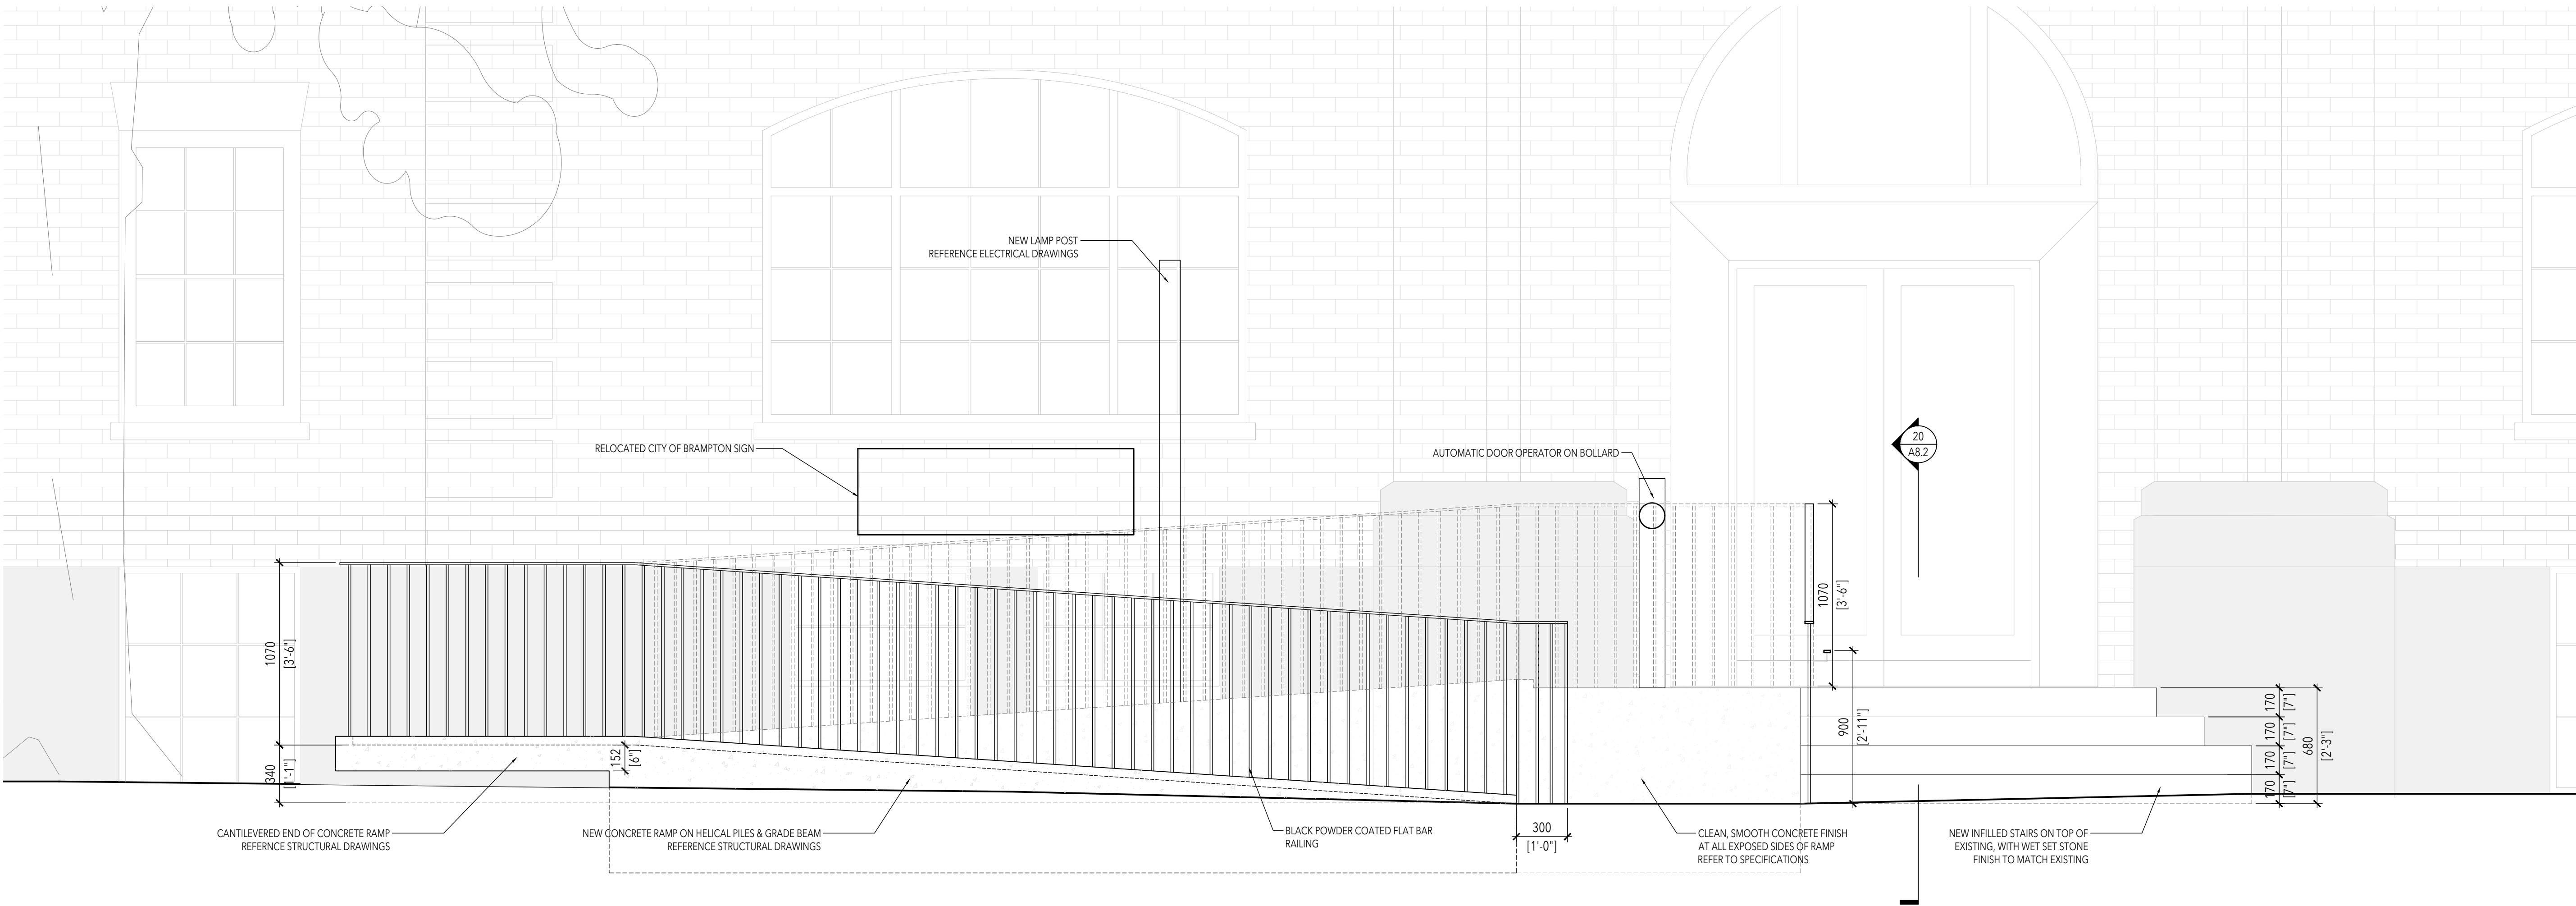 NEW LAMP POST
REFERENCE ELECTRICAL DRAWINGS
RELOCATED CITY OF BRAMPTON SIGN
AUTOMATIC DOOR OPERATOR ON BOLLARD
20
A8.2
1070
[3'-6"]
340
[1'-1"]
152
[6"]
1070
[3'-6"]
900
[2'-11"]
170
[7"]
170
[7"]
170
[7"]
170
[7"]
680
[2'-3"]
300
[1'-0"]
CANTILEVERED END OF CONCRETE RAMP
REFERNCE STRUCTURAL DRAWINGS
NEW CONCRETE RAMP ON HELICAL PILES & GRADE BEAM
REFERENCE STRUCTURAL DRAWINGS
BLACK POWDER COATED FLAT BAR
RAILING
CLEAN, SMOOTH CONCRETE FINISH
AT ALL EXPOSED SIDES OF RAMP
REFER TO SPECIFICATIONS
NEW INFILLED STAIRS ON TOP OF
EXISTING, WITH WET SET STONE
FINISH TO MATCH EXISTING